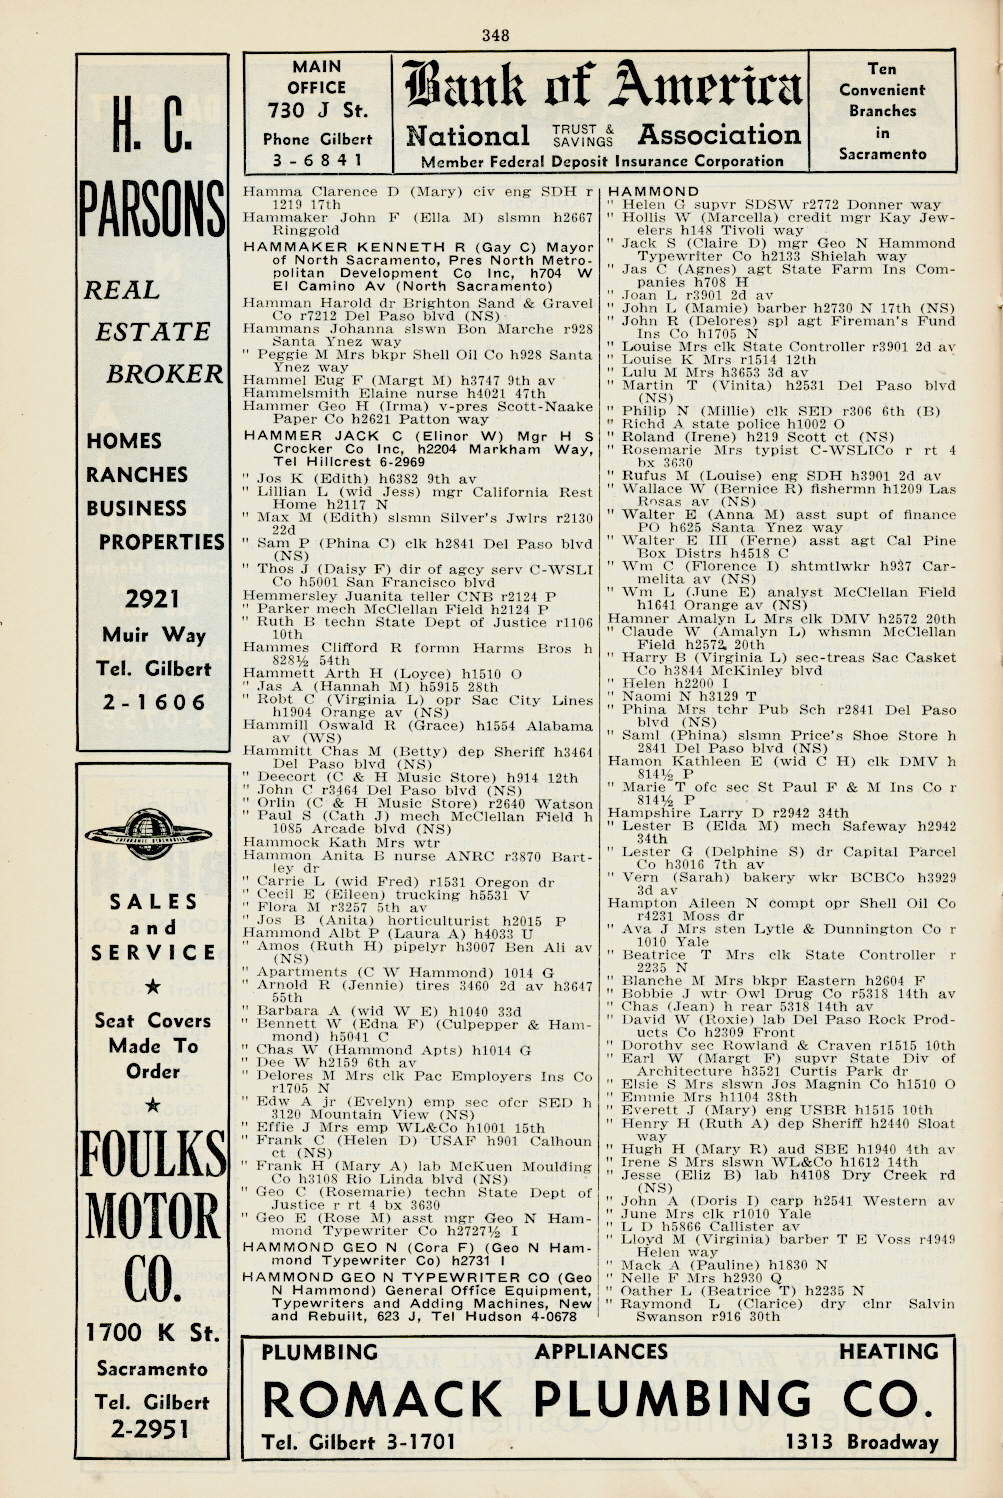 348
H. C.
PARSONS
REAL
ESTATE
BROKER
HOMES
RANCHES
BUSINESS
PROPERTIES
2921
Muir Way
Tel. Gilbert
2-1606
SALES
and
SERVICE
★
Seat Covers
Made To
Order
★
FOULKS
MOTOR
CO.
1700 K St.
Sacramento
Tel. Gilbert
2-2951
MAIN
OFFICE
730 J St.
Phone Gilbert
3-6841
Bank of America
National TRUST & SAVINGS Association
Member Federal Deposit Insurance Corporation
Ten
Convenient
Branches
in
Sacramento
Hamma Clarence D (Mary) civ eng SDH r
1219 17th
Hammaker John F (Ella M) slsmn h2667
Ringgold
HAMMAKER KENNETH R (Gay C) Mayor
of North Sacramento, Pres North Metro-
politan Development Co Inc, h704 W
El Camino Av (North Sacramento)
Hamman Harold dr Brighton Sand & Gravel
Co r7212 Del Paso blvd (NS)
Hammans Johanna slswn Bon Marche r928
Santa Ynez way
" Peggie M Mrs bkpr Shell Oil Co h928 Santa
Ynez way
Hammel Eug F (Margt M) h3747 9th av
Hammelsmith Elaine nurse h4021 47th
Hammer Geo H (Irma) v-pres Scott-Naake
Paper Co h2621 Patton way
HAMMER JACK C (Elinor W) Mgr H S
Crocker Co Inc, h2204 Markham Way,
Tel Hillcrest 6-2969
" Jos K (Edith) h6382 9th av
" Lillian L (wid Jess) mgr California Rest
Home h2117 N
" Max M (Edith) slsmn Silver's Jwlrs r2130
22d
" Sam P (Phina C) clk h2841 Del Paso blvd
(NS)
" Thos J (Daisy F) dir of agcy serv C-WSLI
Co h5001 San Francisco blvd
Hemmersley Juanita teller CNB r2124 P
" Parker mech McClellan Field h2124 P
" Ruth B techn State Dept of Justice r1106
10th
Hammes Clifford R formn Harms Bros h
828½ 54th
Hammett Arth H (Loyce) h1510 O
" Jas A (Hannah M) h5915 28th
" Robt C (Virginia L) opr Sac City Lines
h1904 Orange av (NS)
Hammill Oswald R (Grace) h1554 Alabama
av (WS)
Hammitt Chas M (Betty) dep Sheriff h3464
Del Paso blvd (NS)
" Deecort (C & H Music Store) h914 12th
" John C r3464 Del Paso blvd (NS)
" Orlin (C & H Music Store) r2640 Watson
" Paul S (Cath J) mech McClellan Field h
1085 Arcade blvd (NS)
Hammock Kath Mrs wtr
Hammon Anita B nurse ANRC r3870 Bart-
ley dr
" Carrie L (wid Fred) r1531 Oregon dr
" Cecil E (Eileen) trucking h5531 V
" Flora M r3257 5th av
" Jos B (Anita) horticulturist h2015 P
Hammond Albt P (Laura A) h4033 U
" Amos (Ruth H) pipelyr h3007 Ben Ali av
(NS)
" Apartments (C W Hammond) 1014 G
" Arnold R (Jennie) tires 3460 2d av h3647
55th
" Barbara A (wid W E) h1040 33d
" Bennett W (Edna F) (Culpepper & Ham-
mond) h5041 C
" Chas W (Hammond Apts) h1014 G
" Dee W h2159 6th av
" Delores M Mrs clk Pac Employers Ins Co
r1705 N
" Edw A jr (Evelyn) emp sec ofcr SED h
3120 Mountain View (NS)
" Effie J Mrs emp WL&Co h1001 15th
" Frank C (Helen D) USAF h901 Calhoun
ct (NS)
" Frank H (Mary A) lab McKuen Moulding
Co h3108 Rio Linda blvd (NS)
" Geo C (Rosemarie) techn State Dept of
Justice r rt 4 bx 3630
" Geo E (Rose M) asst mgr Geo N Ham-
mond Typewriter Co h2727½ I
HAMMOND GEO N (Cora F) (Geo N Ham-
mond Typewriter Co) h2731 I
HAMMOND GEO N TYPEWRITER CO (Geo
N Hammond) General Office Equipment,
Typewriters and Adding Machines, New
and Rebuilt, 623 J, Tel Hudson 4-0678
HAMMOND
" Helen G supvr SDSW r2772 Donner way
" Hollis W (Marcella) credit mgr Kay Jew-
elers h148 Tivoli way
" Jack S (Claire D) mgr Geo N Hammond
Typewriter Co h2133 Shielah way
" Jas C (Agnes) agt State Farm Ins Com-
panies h708 H
" Joan L r3901 2d av
" John L (Mamie) barber h2730 N 17th (NS)
" John R (Delores) spl agt Fireman's Fund
Ins Co h1705 N
" Louise Mrs clk State Controller r3901 2d av
" Louise K Mrs r1514 12th
" Lulu M Mrs h3653 3d av
" Martin T (Vinita) h2531 Del Paso blvd
(NS)
" Philip N (Millie) clk SED r306 6th (B)
" Richd A state police h1002 O
" Roland (Irene) h219 Scott ct (NS)
" Rosemarie Mrs typist C-WSLICo r rt 4
bx 3630
" Rufus M (Louise) eng SDH h3901 2d av
" Wallace W (Bernice R) fishermn h1209 Las
Rosas av (NS)
" Walter E (Anna M) asst supt of finance
PO h625 Santa Ynez way
" Walter E III (Ferne) asst agt Cal Pine
Box Distrs h4518 C
" Wm C (Florence I) shtmtlwkr h937 Car-
melita av (NS)
" Wm L (June E) analyst McClellan Field
h1641 Orange av (NS)
Hamner Amalyn L Mrs clk DMV h2572 20th
" Claude W (Amalyn L) whsmn McClellan
Field h2572 20th
" Harry B (Virginia L) sec-treas Sac Casket
Co h3844 McKinley blvd
" Helen h2200 I
" Naomi N h3129 T
" Phina Mrs tchr Pub Sch r2841 Del Paso
blvd (NS)
" Saml (Phina) slsmn Price's Shoe Store h
2841 Del Paso blvd (NS)
Hamon Kathleen E (wid C H) clk DMV h
814½ P
" Marie T ofc sec St Paul F & M Ins Co r
814½ P
Hampshire Larry D r2942 34th
" Lester B (Elda M) mech Safeway h2942
34th
" Lester G (Delphine S) dr Capital Parcel
Co h3016 7th av
" Vern (Sarah) bakery wkr BCBCo h3929
3d av
Hampton Aileen N compt opr Shell Oil Co
r4231 Moss dr
" Ava J Mrs sten Lytle & Dunnington Co r
1010 Yale
" Beatrice T Mrs clk State Controller r
2235 N
" Blanche M Mrs bkpr Eastern h2604 F
" Bobbie J wtr Owl Drug Co r5318 14th av
" Chas (Jean) h rear 5318 14th av
" David W (Roxie) lab Del Paso Rock Prod-
ucts Co h2309 Front
" Dorothy sec Rowland & Craven r1515 10th
" Earl W (Margt F) supvr State Div of
Architecture h3521 Curtis Park dr
" Elsie S Mrs slswn Jos Magnin Co h1510 O
" Emmie Mrs h1104 38th
" Everett J (Mary) eng USBR h1515 10th
" Henry H (Ruth A) dep Sheriff h2440 Sloat
way
" Hugh H (Mary R) aud SBE h1940 4th av
" Irene S Mrs slswn WL&Co h1612 14th
" Jesse (Eliz B) lab h4108 Dry Creek rd
(NS)
" John A (Doris I) carp h2541 Western av
" June Mrs clk r1010 Yale
" L D h5866 Callister av
" Lloyd M (Virginia) barber T E Voss r4949
Helen way
" Mack A (Pauline) h1830 N
" Nelle F Mrs h2930 Q
" Oather L (Beatrice T) h2235 N
" Raymond L (Clarice) dry clnr Salvin
Swanson r916 30th
PLUMBING APPLIANCES HEATING
ROMACK PLUMBING CO.
Tel. Gilbert 3-1701 1313 Broadway